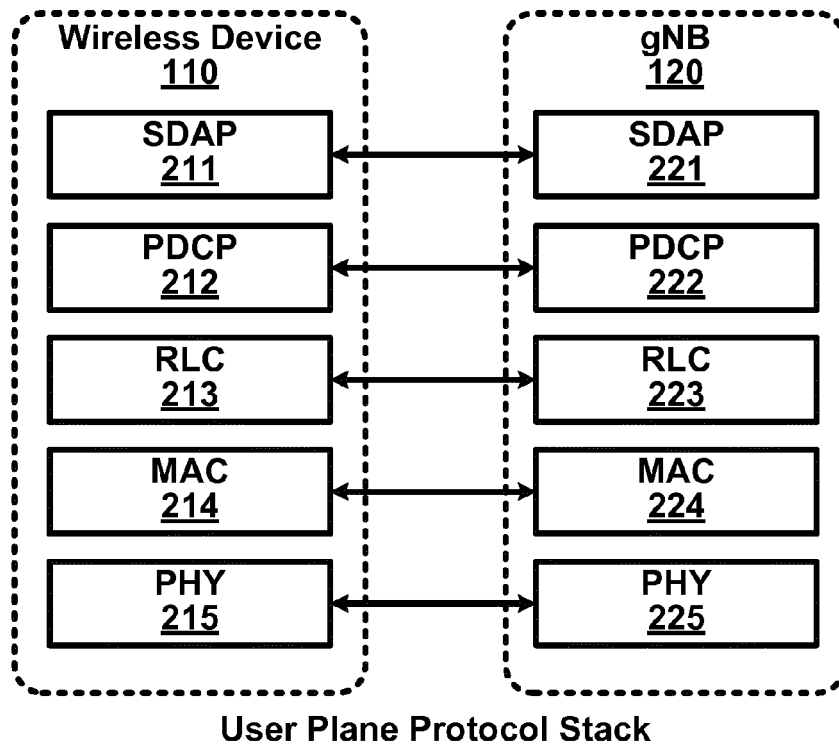 Wireless Device
110
SDAP
211
PDCP
212
RLC
213
MAC
214
PHY
215
gNB
120
SDAP
221
PDCP
222
RLC
223
MAC
224
PHY
225
User Plane Protocol Stack